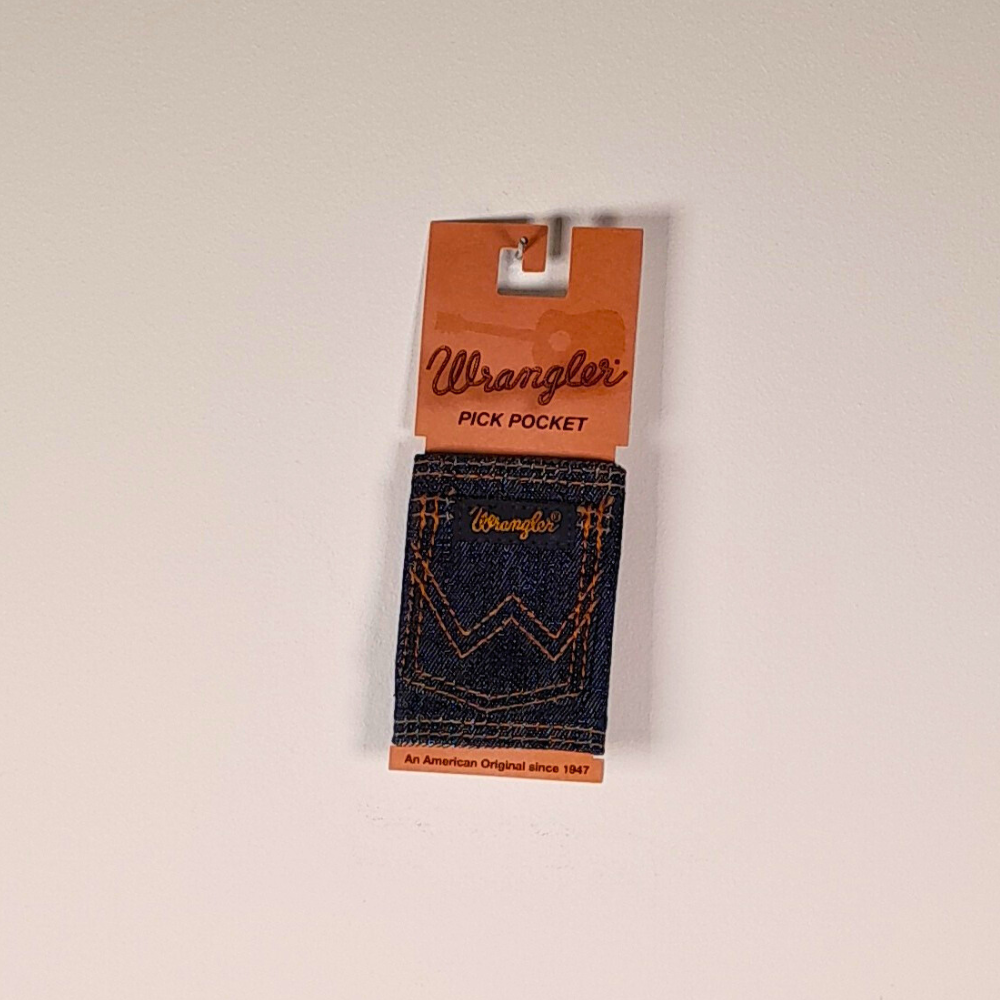 Wrangler
PICK POCKET
Wrangler®
An American Original since 1947